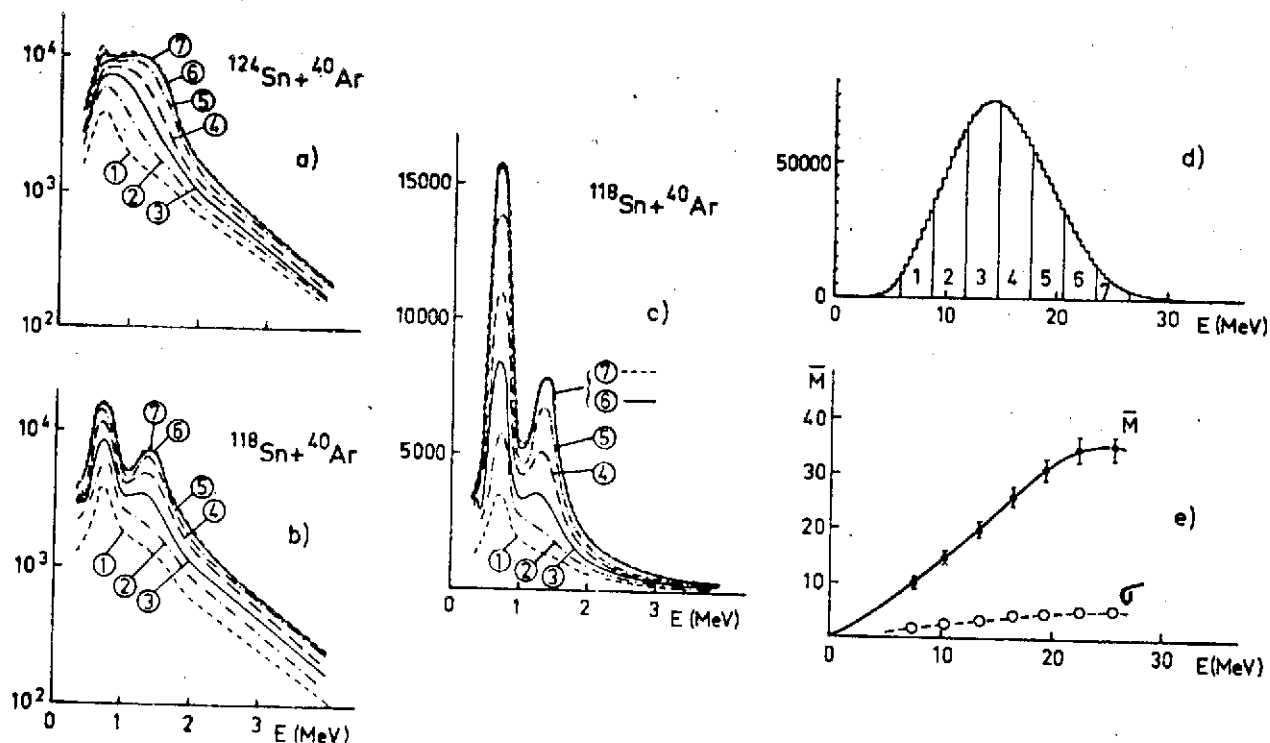 10⁴
¹²⁴Sn+⁴⁰Ar
⑦
⑥
⑤
④
a)
①
②
③
10³
10²
10⁴
¹¹⁸Sn+⁴⁰Ar
⑦
⑥
⑤
④
b)
①
②
③
10³
10²
0 1 2 3 E (MeV)
15000
¹¹⁸Sn+⁴⁰Ar
10000
c)
⑦
⑥
5000
⑤
④
①
②
③
0 1 2 3
E (MeV)
d)
50000
1 2 3 4 5 6 7
0
0 10 20 30
E (MeV)
M̄
M̄
40
30
e)
20
10
σ
0 10 20 30
E(MeV)